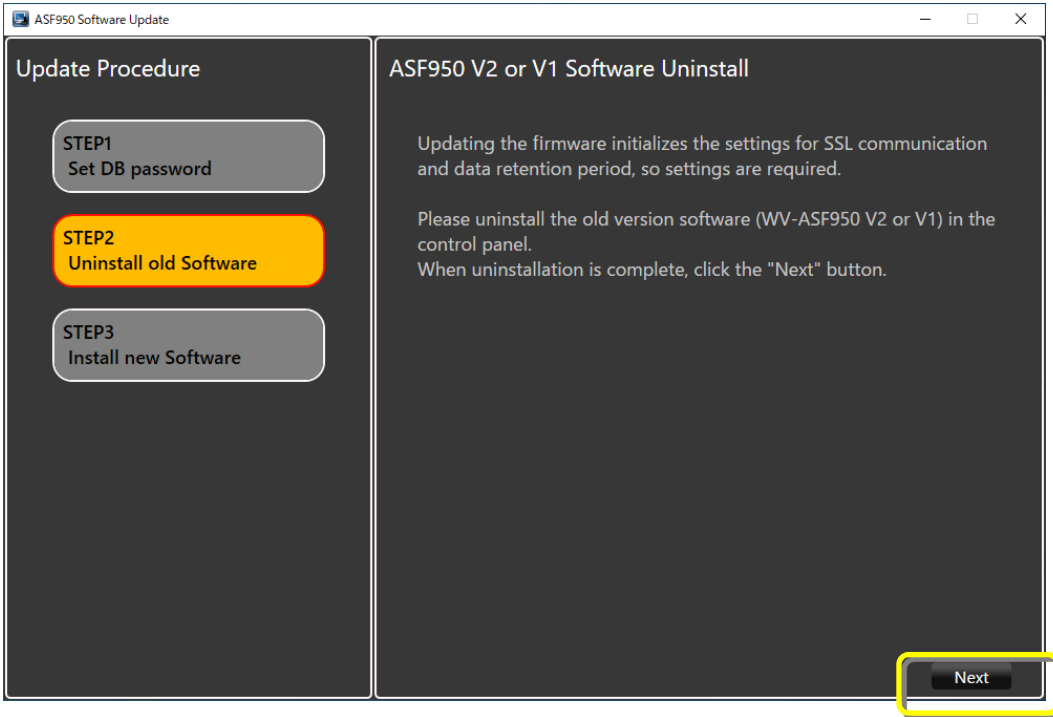 ASF950 Software Update
Update Procedure
STEP1
Set DB password
STEP2
Uninstall old Software
STEP3
Install new Software
ASF950 V2 or V1 Software Uninstall
Updating the firmware initializes the settings for SSL communication
and data retention period, so settings are required.
Please uninstall the old version software (WV-ASF950 V2 or V1) in the
control panel.
When uninstallation is complete, click the "Next" button.
Next